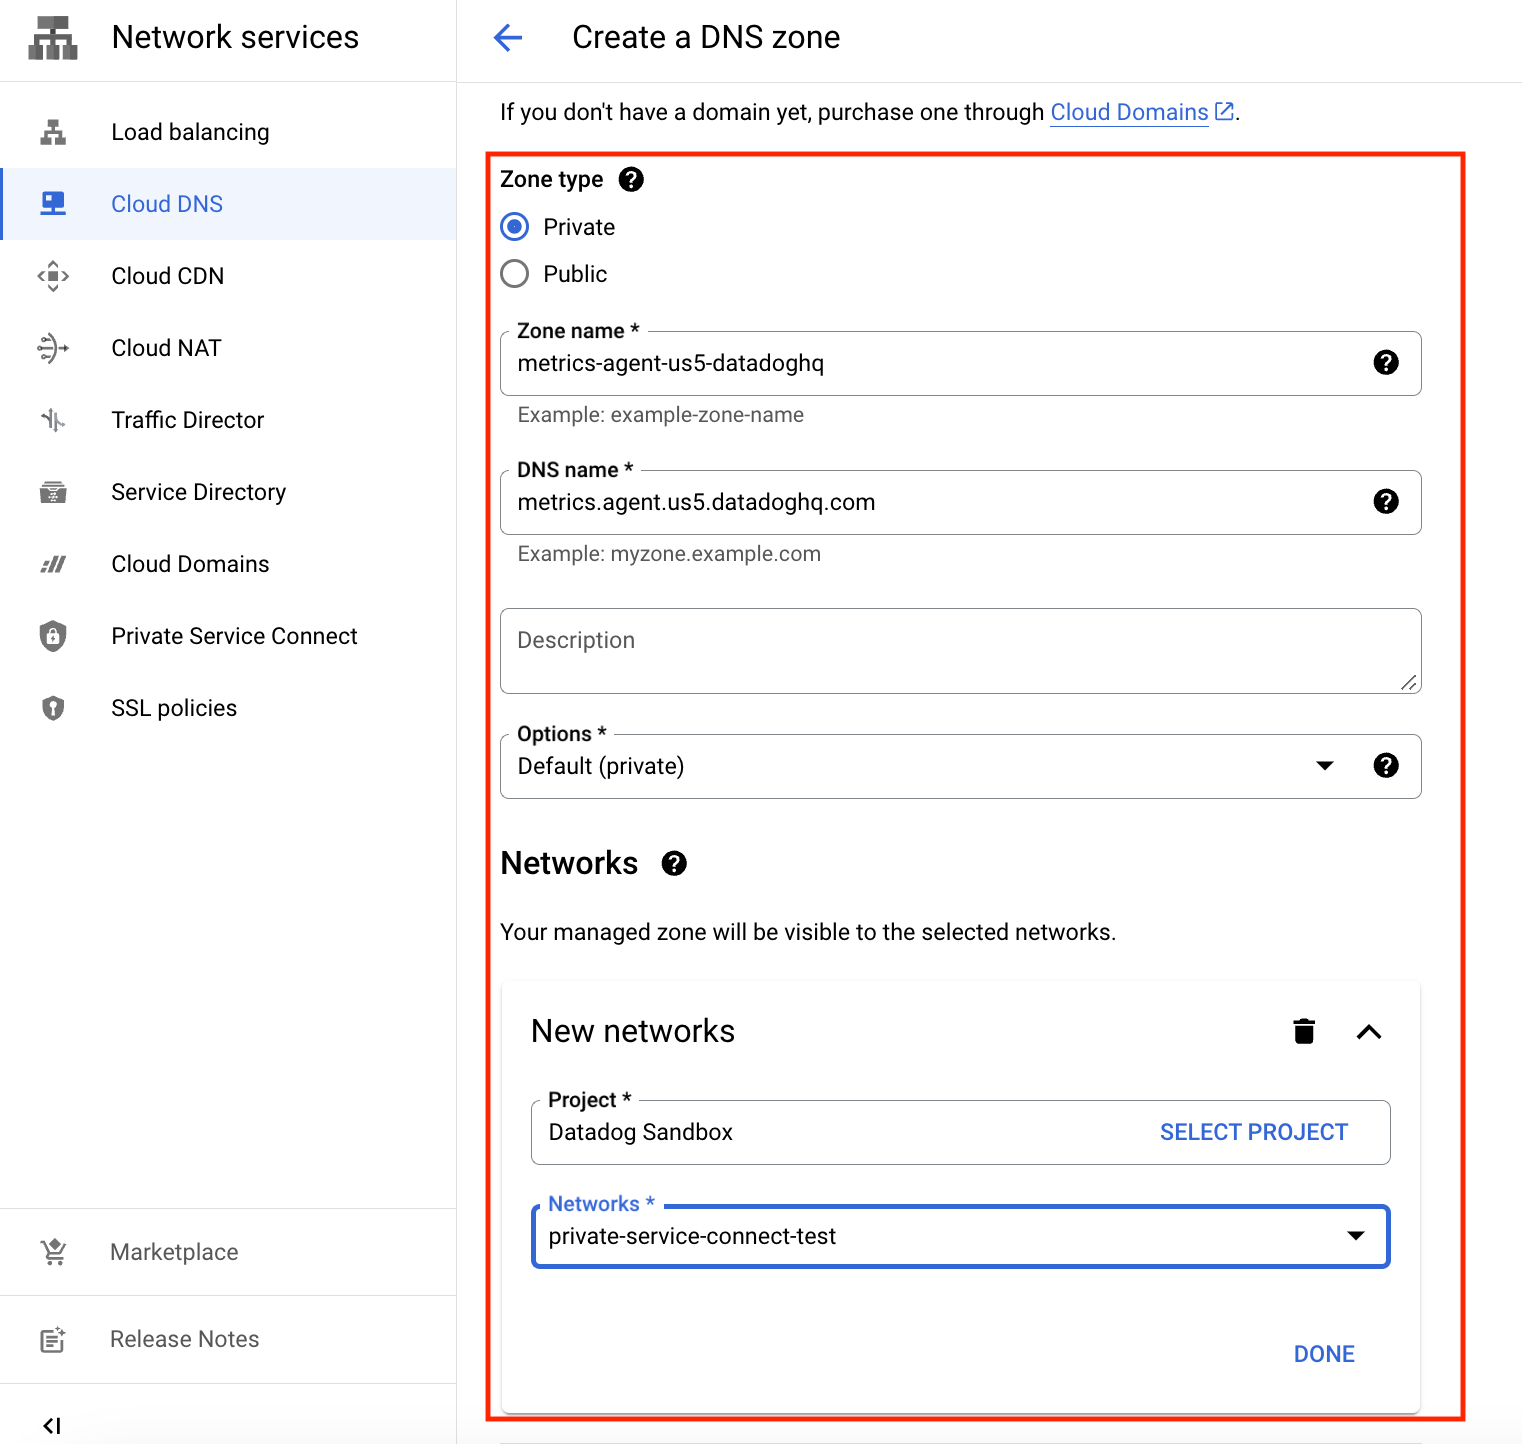 Network services
Load balancing
Cloud DNS
Cloud CDN
Cloud NAT
Traffic Director
Service Directory
Cloud Domains
Private Service Connect
SSL policies
Marketplace
Release Notes
Create a DNS zone
If you don't have a domain yet, purchase one through Cloud Domains.
Zone type
Private
Public
Zone name *
metrics-agent-us5-datadoghq
Example: example-zone-name
DNS name *
metrics.agent.us5.datadoghq.com
Example: myzone.example.com
Description
Options *
Default (private)
Networks
Your managed zone will be visible to the selected networks.
New networks
Project *
Datadog Sandbox
SELECT PROJECT
Networks *
private-service-connect-test
DONE